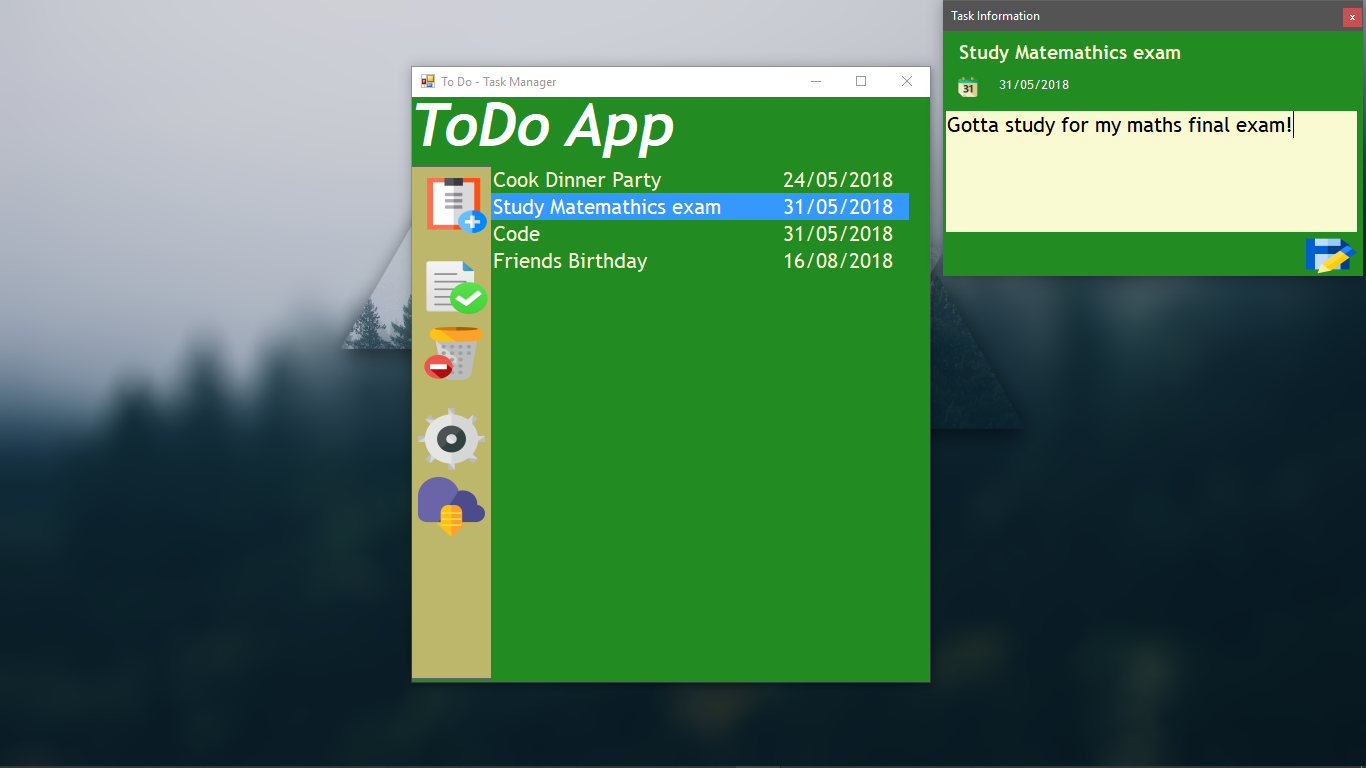 Task Information
x
Study Matemathics exam
31
31/05/2018
Gotta study for my maths final exam!
To Do - Task Manager
ToDo App
Cook Dinner Party 24/05/2018
Study Matemathics exam 31/05/2018
Code 31/05/2018
Friends Birthday 16/08/2018